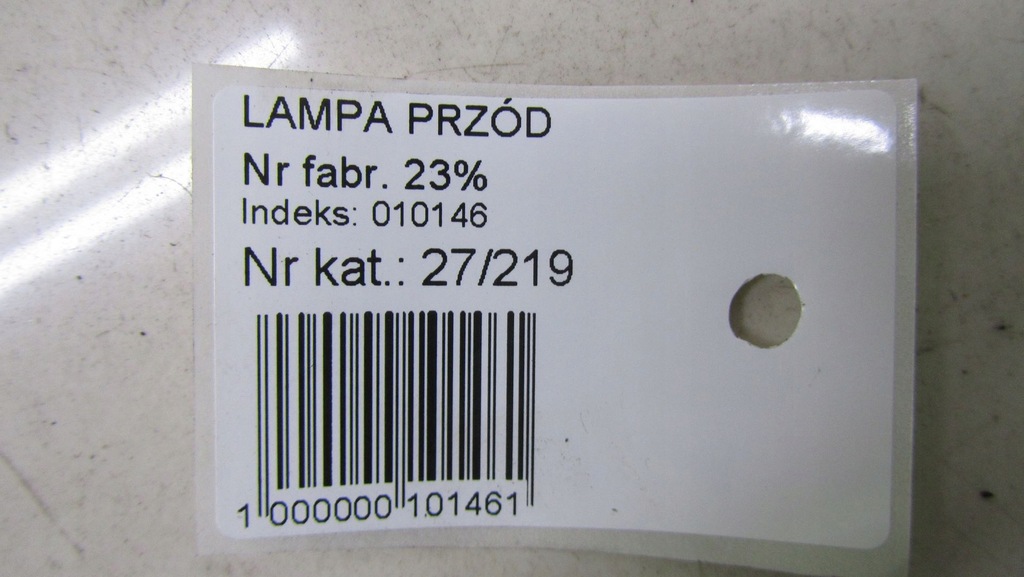 LAMPA PRZÓD
Nr fabr. 23%
Indeks: 010146
Nr kat.: 27/219
1 000000 101461